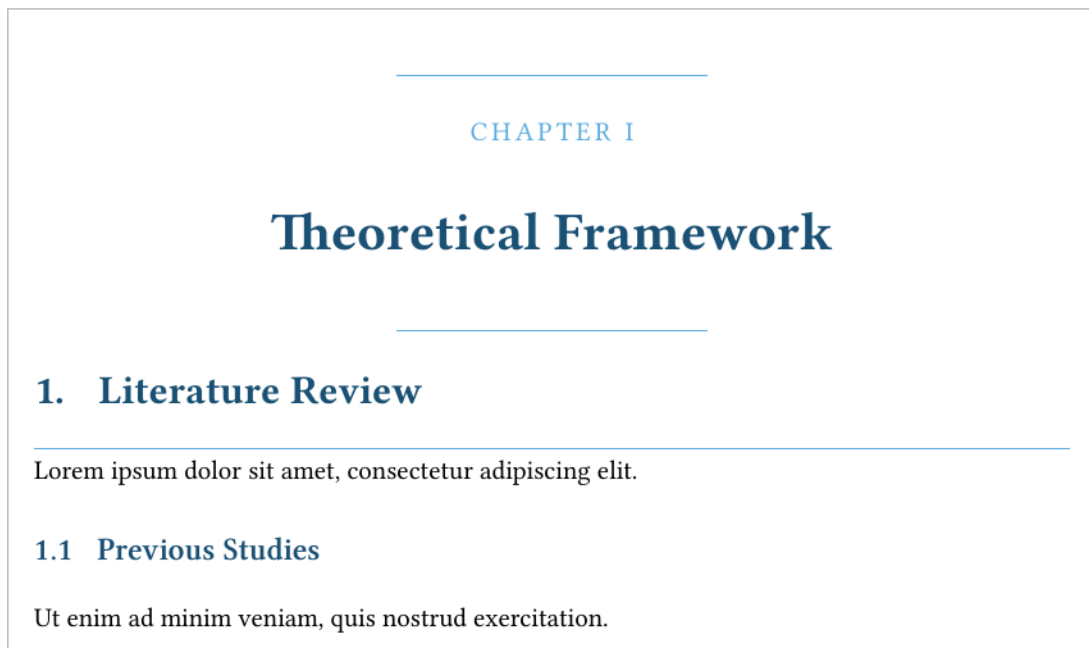 CHAPTER I
Theoretical Framework
1. Literature Review
Lorem ipsum dolor sit amet, consectetur adipiscing elit.
1.1 Previous Studies
Ut enim ad minim veniam, quis nostrud exercitation.